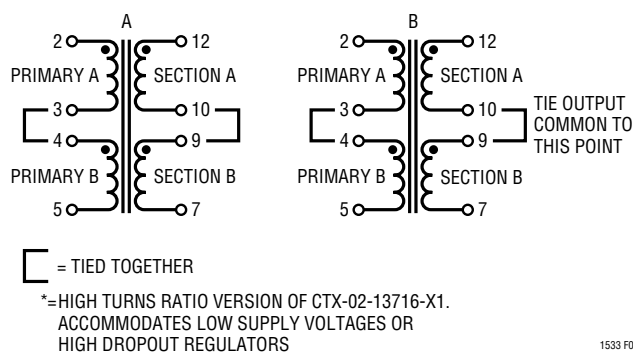 A
B
2
12
2
12
PRIMARY A
SECTION A
PRIMARY A
SECTION A
3
10
3
10
TIE OUTPUT
COMMON TO
THIS POINT
4
9
4
9
PRIMARY B
SECTION B
PRIMARY B
SECTION B
5
7
5
7
= TIED TOGETHER
*=HIGH TURNS RATIO VERSION OF CTX-02-13716-X1.
ACCOMMODATES LOW SUPPLY VOLTAGES OR
HIGH DROPOUT REGULATORS
1533 F0